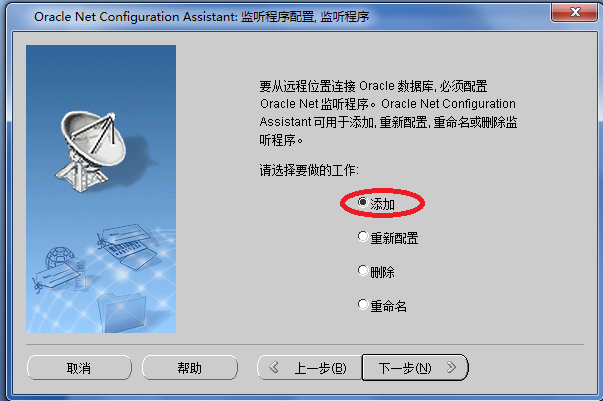 Oracle Net Configuration Assistant: 监听程序配置, 监听程序
要从远程位置连接 Oracle 数据库, 必须配置
Oracle Net 监听程序。Oracle Net Configuration
Assistant 可用于添加, 重新配置, 重命名或删除监
听程序。
请选择要做的工作:
添加
重新配置
删除
重命名
取消
帮助
上一步(B)
下一步(N)